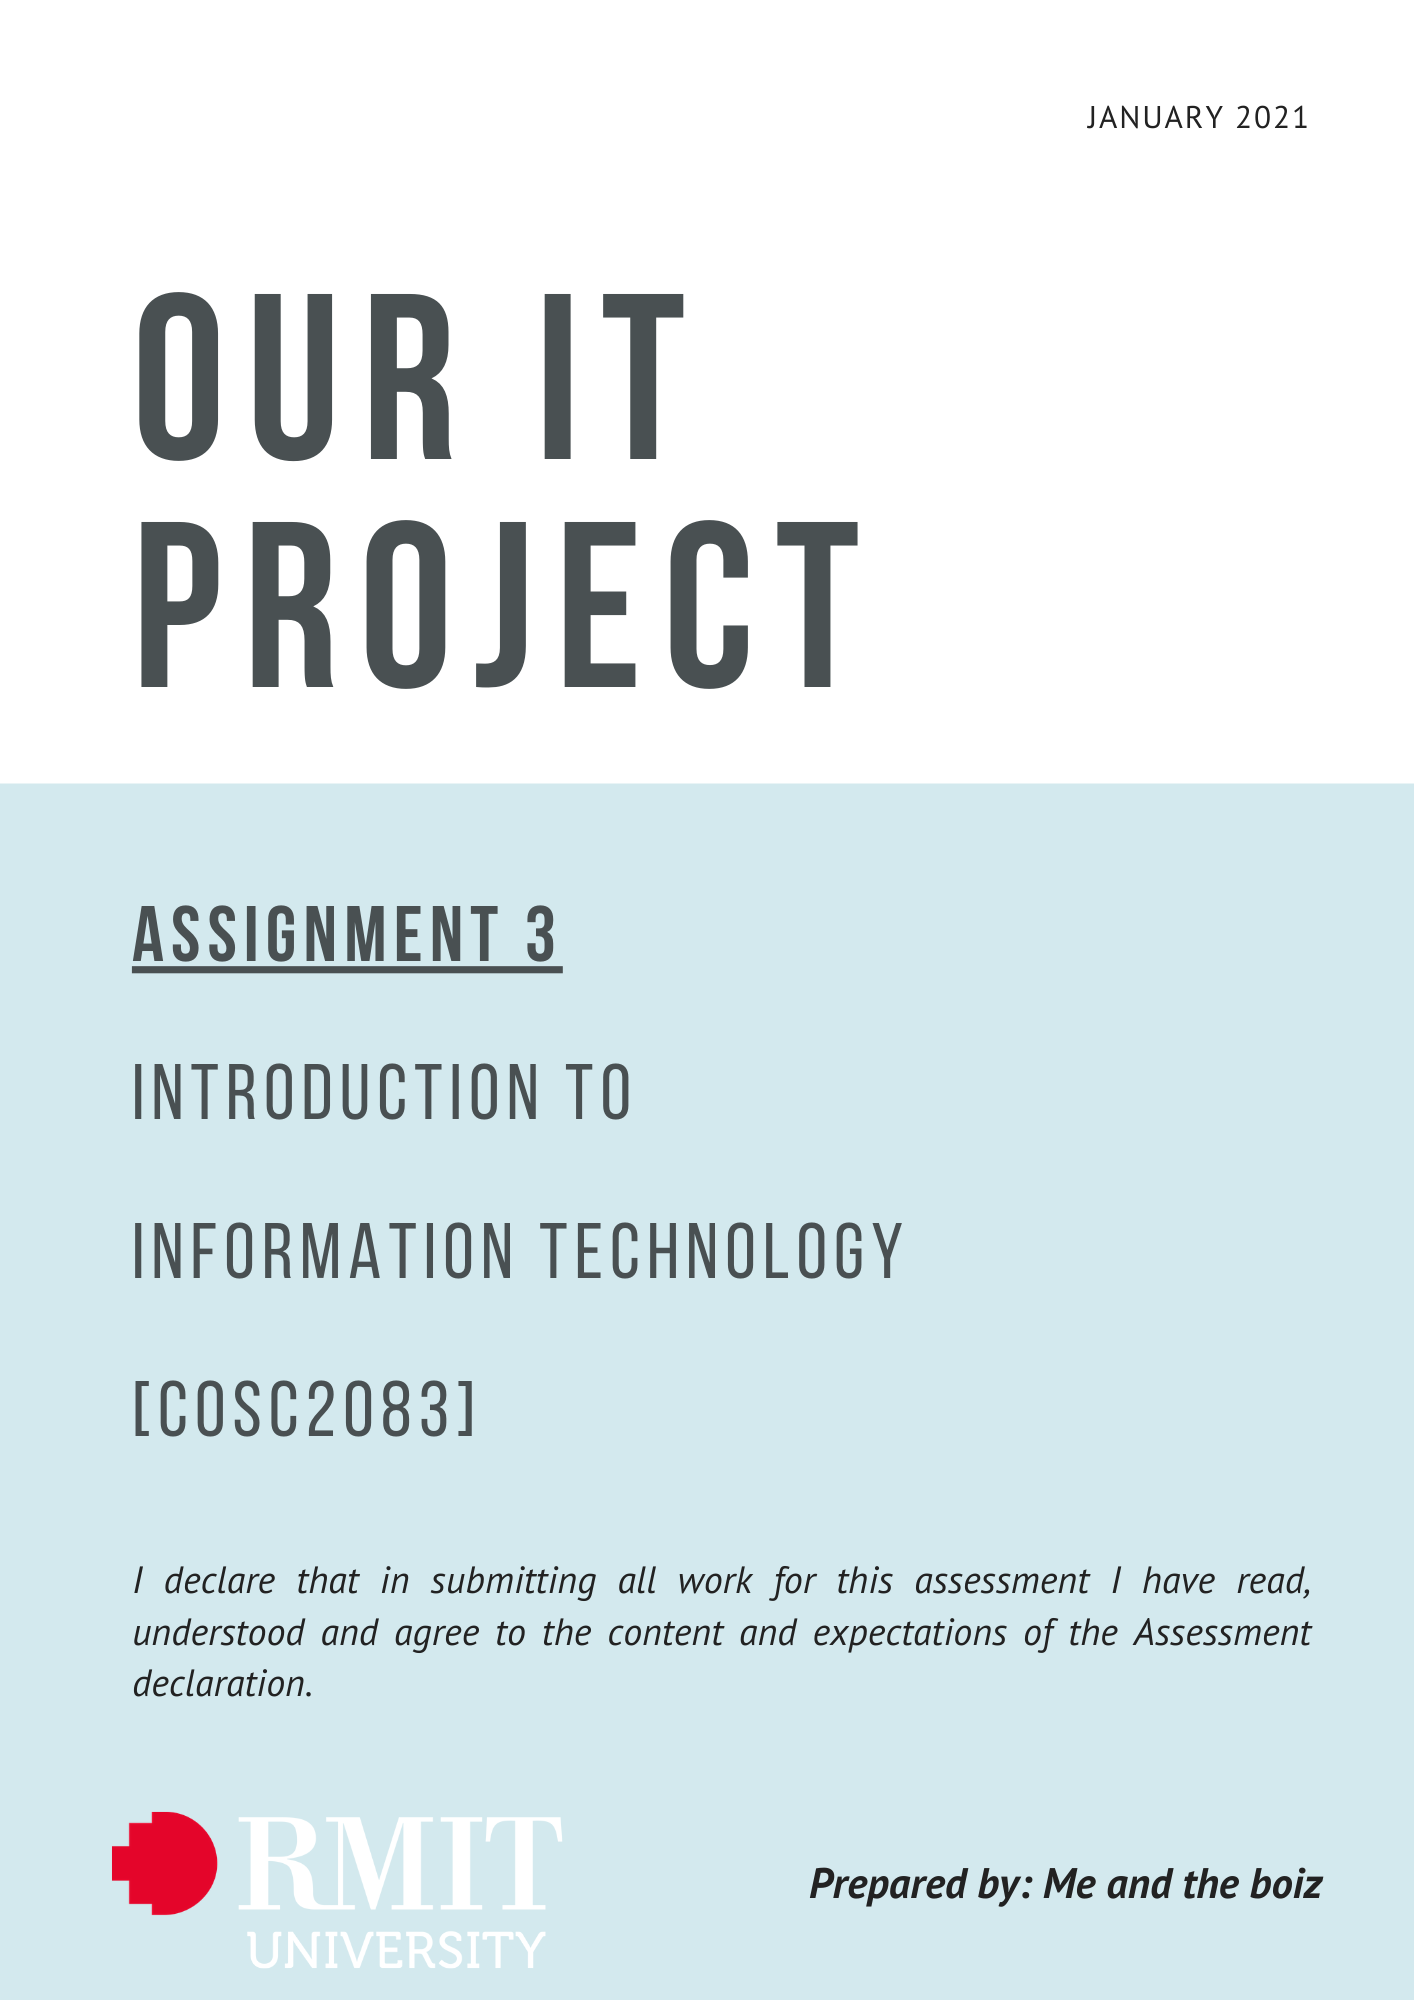 JANUARY 2021
OUR IT
PROJECT
ASSIGNMENT 3
INTRODUCTION TO
INFORMATION TECHNOLOGY
[COSC2083]
I declare that in submitting all work for this assessment I have read,
understood and agree to the content and expectations of the Assessment
declaration.
RMIT
UNIVERSITY
Prepared by: Me and the boiz